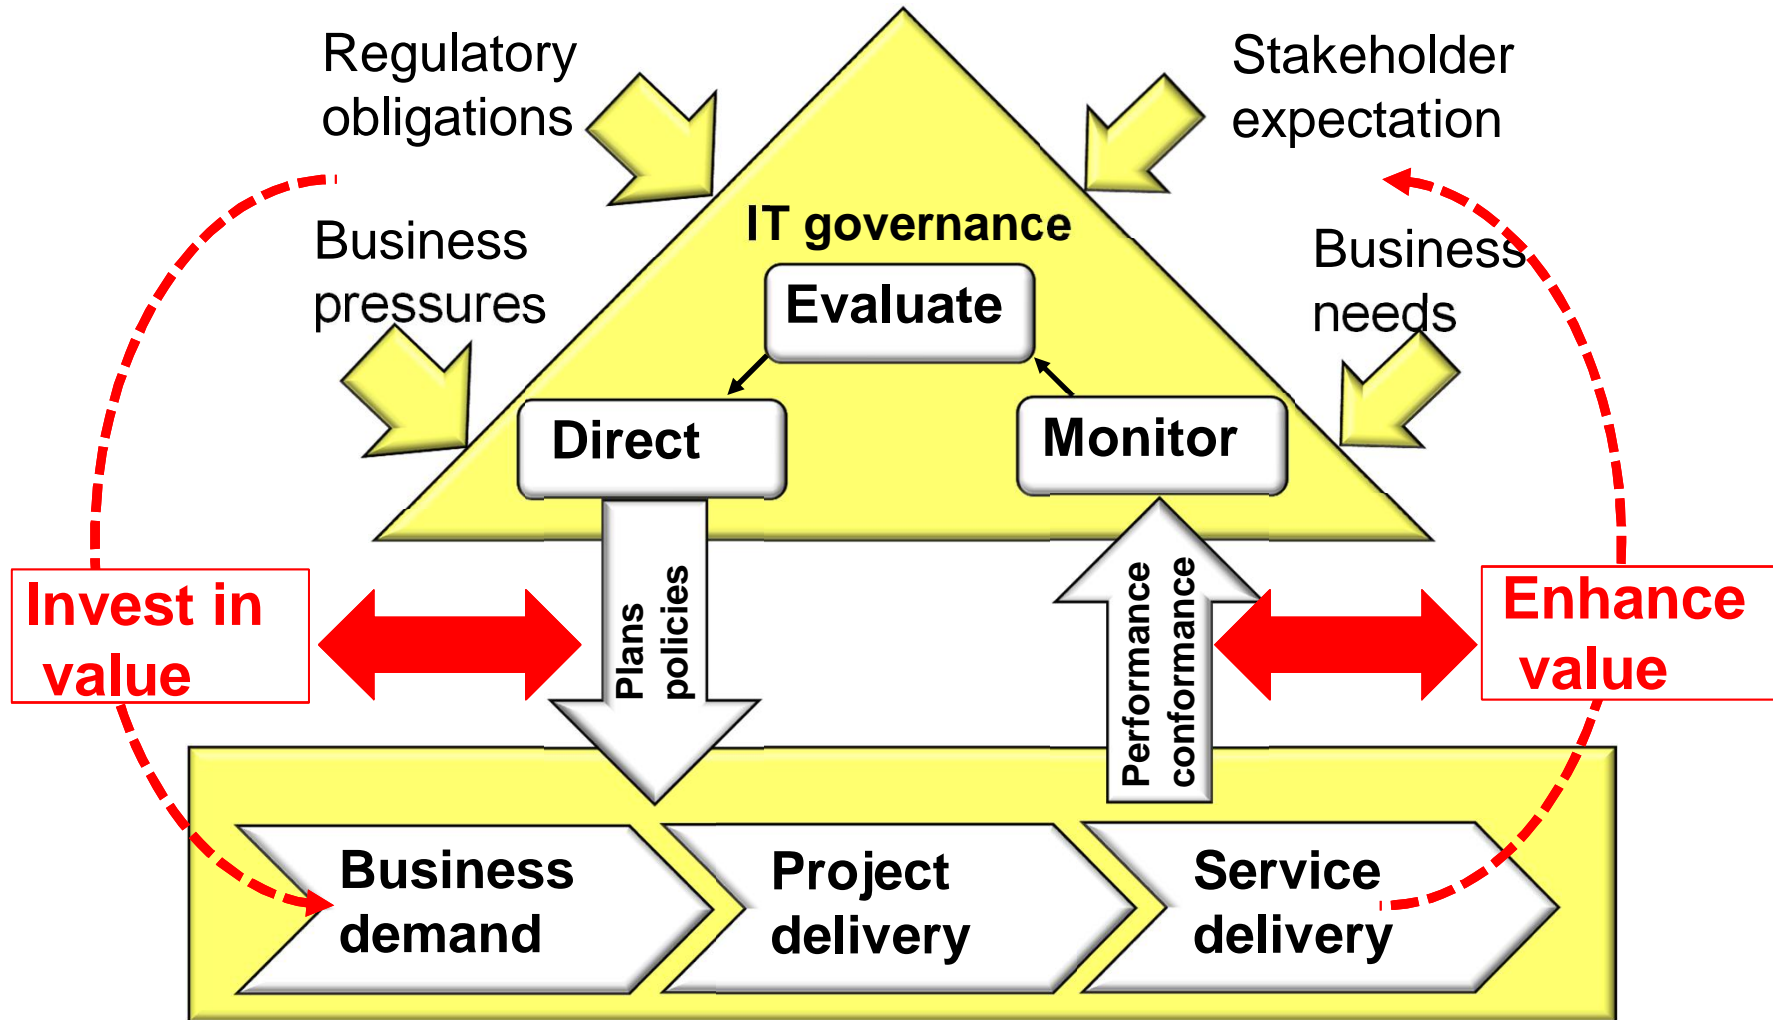 Regulatory
obligations
Stakeholder
expectation
Business
pressures
IT governance
Business
needs
Evaluate
Direct
Monitor
Plans
policies
Performance
conformance
Invest in
value
Enhance
value
Business
demand
Project
delivery
Service
delivery